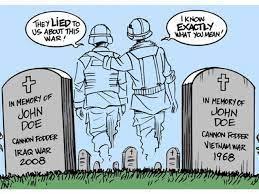 THEY LIED TO
US ABOUT THIS
WAR!
I KNOW
EXACTLY
WHAT YOU MEAN!
IN MEMORY OF
JOHN
DOE
CANNON FODDER
IRAQ WAR
2008
IN MEMORY OF
JOHN
DOE
CANNON FODDER
VIETNAM WAR
1968